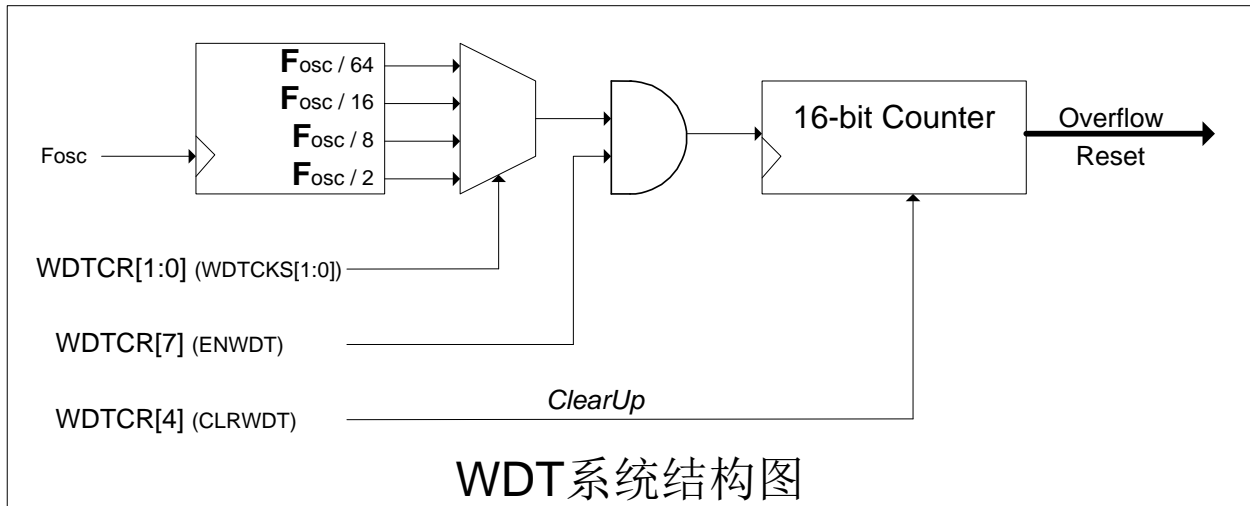 Fosc / 64
Fosc / 16
Fosc / 8
Fosc / 2
Fosc
16-bit Counter
Overflow
Reset
WDTCR[1:0] (WDTCKS[1:0])
WDTCR[7] (ENWDT)
WDTCR[4] (CLRWDT)
ClearUp
WDT系统结构图